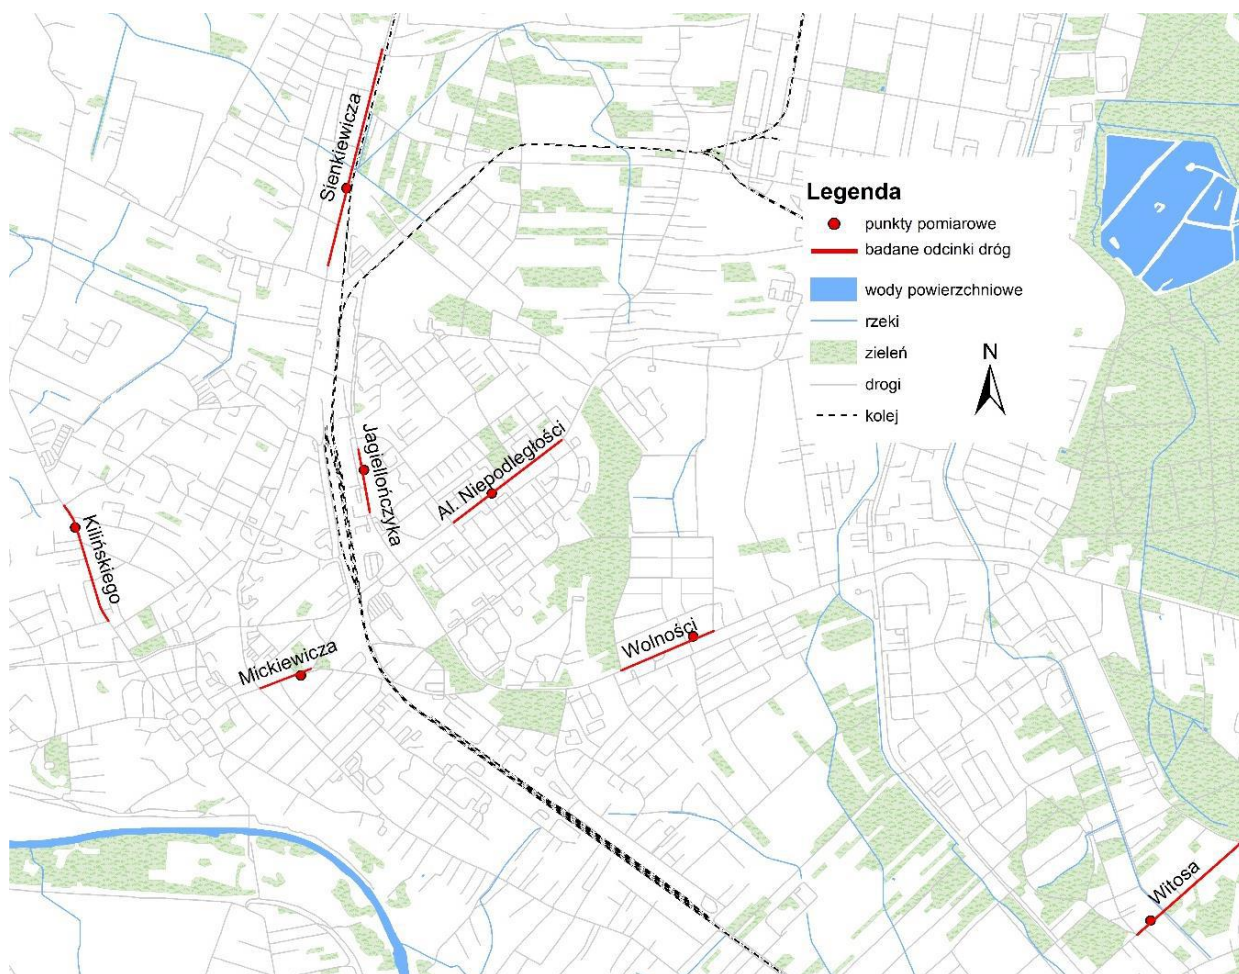 Sienkiewicza
Legenda
punkty pomiarowe
badane odcinki dróg
wody powierzchniowe
rzeki
zieleń
drogi
kolej
N
Jagiellończyka
Al. Niepodległości
Kilińskiego
Wolności
Mickiewicza
Witosa